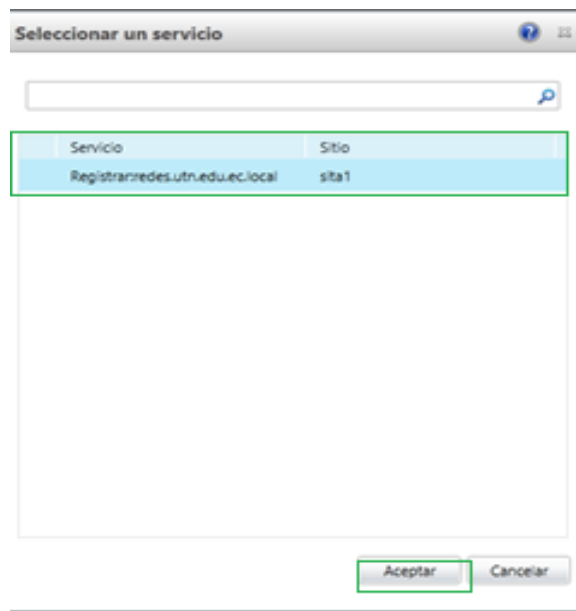 Seleccionar un servicio
Servicio Sitio
Registrar:redes.utn.edu.ec.local sita1
Aceptar Cancelar